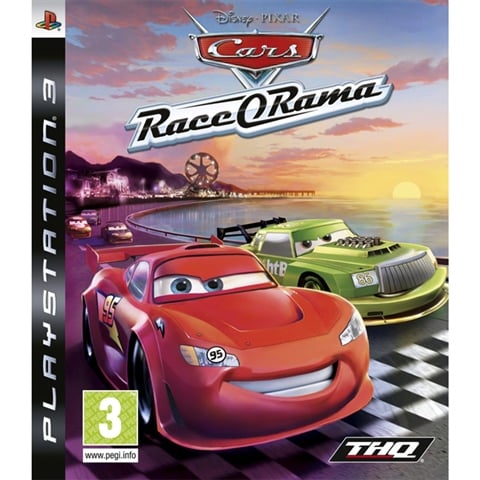 PLAYSTATION 3
Disney · PIXAR
Cars
Race O Rama
95
86
htB
95
3
www.pegi.info
THQ